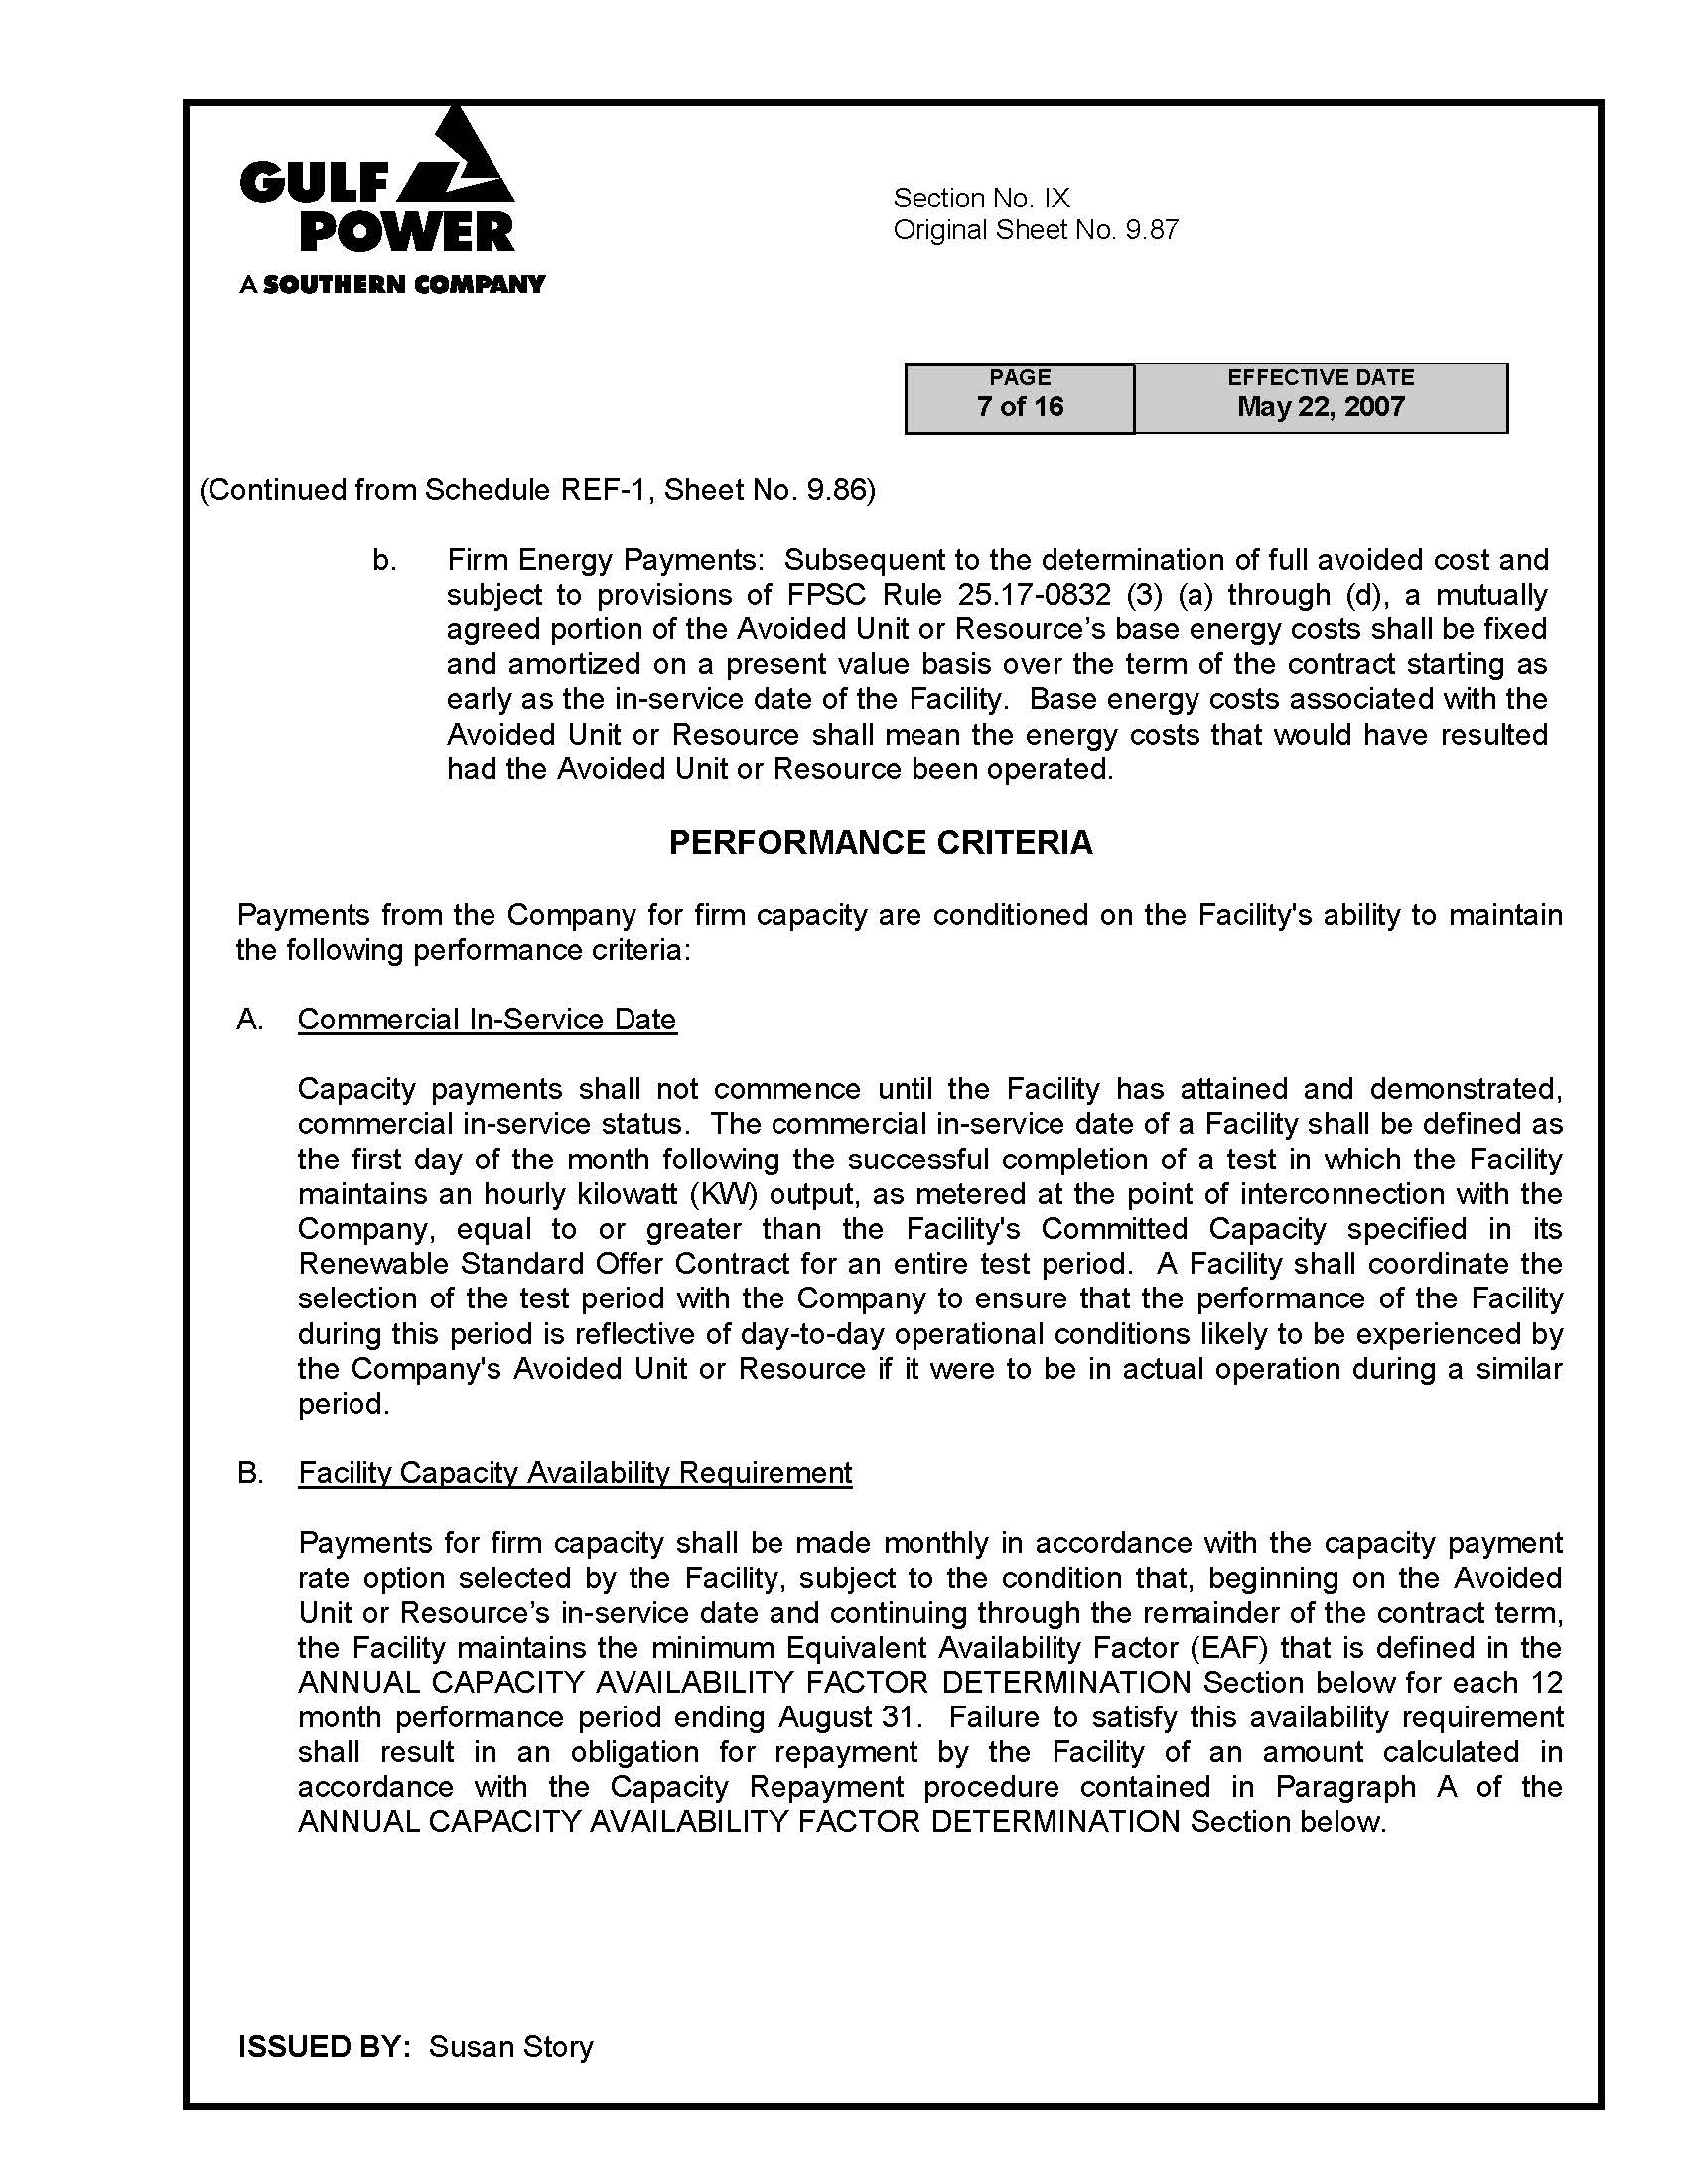 GULF
POWER
A SOUTHERN COMPANY
Section No. IX
Original Sheet No. 9.87
PAGE
7 of 16
EFFECTIVE DATE
May 22, 2007
(Continued from Schedule REF-1, Sheet No. 9.86)
b. Firm Energy Payments:  Subsequent to the determination of full avoided cost and
subject to provisions of FPSC Rule 25.17-0832 (3) (a) through (d), a mutually
agreed portion of the Avoided Unit or Resource’s base energy costs shall be fixed
and amortized on a present value basis over the term of the contract starting as
early as the in-service date of the Facility.  Base energy costs associated with the
Avoided Unit or Resource shall mean the energy costs that would have resulted
had the Avoided Unit or Resource been operated.
PERFORMANCE CRITERIA
Payments from the Company for firm capacity are conditioned on the Facility's ability to maintain
the following performance criteria:
A. Commercial In-Service Date
Capacity payments shall not commence until the Facility has attained and demonstrated,
commercial in-service status.  The commercial in-service date of a Facility shall be defined as
the first day of the month following the successful completion of a test in which the Facility
maintains an hourly kilowatt (KW) output, as metered at the point of interconnection with the
Company, equal to or greater than the Facility's Committed Capacity specified in its
Renewable Standard Offer Contract for an entire test period.  A Facility shall coordinate the
selection of the test period with the Company to ensure that the performance of the Facility
during this period is reflective of day-to-day operational conditions likely to be experienced by
the Company's Avoided Unit or Resource if it were to be in actual operation during a similar
period.
B. Facility Capacity Availability Requirement
Payments for firm capacity shall be made monthly in accordance with the capacity payment
rate option selected by the Facility, subject to the condition that, beginning on the Avoided
Unit or Resource’s in-service date and continuing through the remainder of the contract term,
the Facility maintains the minimum Equivalent Availability Factor (EAF) that is defined in the
ANNUAL CAPACITY AVAILABILITY FACTOR DETERMINATION Section below for each 12
month performance period ending August 31.  Failure to satisfy this availability requirement
shall result in an obligation for repayment by the Facility of an amount calculated in
accordance with the Capacity Repayment procedure contained in Paragraph A of the
ANNUAL CAPACITY AVAILABILITY FACTOR DETERMINATION Section below.
ISSUED BY:  Susan Story